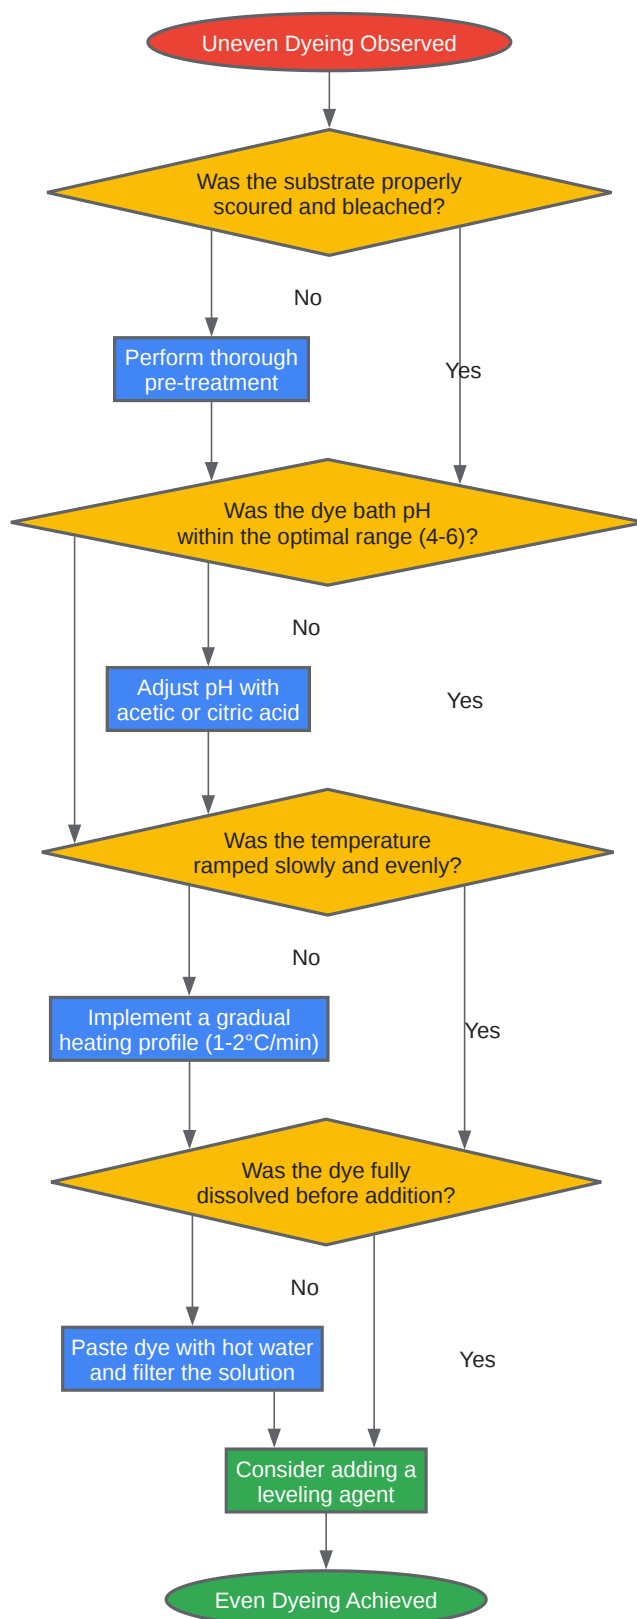 Uneven Dyeing Observed
Was the substrate properly
scoured and bleached?
No
Perform thorough
pre-treatment
Yes
Was the dye bath pH
within the optimal range (4-6)?
No
Adjust pH with
acetic or citric acid
Yes
Was the temperature
ramped slowly and evenly?
No
Implement a gradual
heating profile (1-2°C/min)
Yes
Was the dye fully
dissolved before addition?
No
Paste dye with hot water
and filter the solution
Yes
Consider adding a
leveling agent
Even Dyeing Achieved